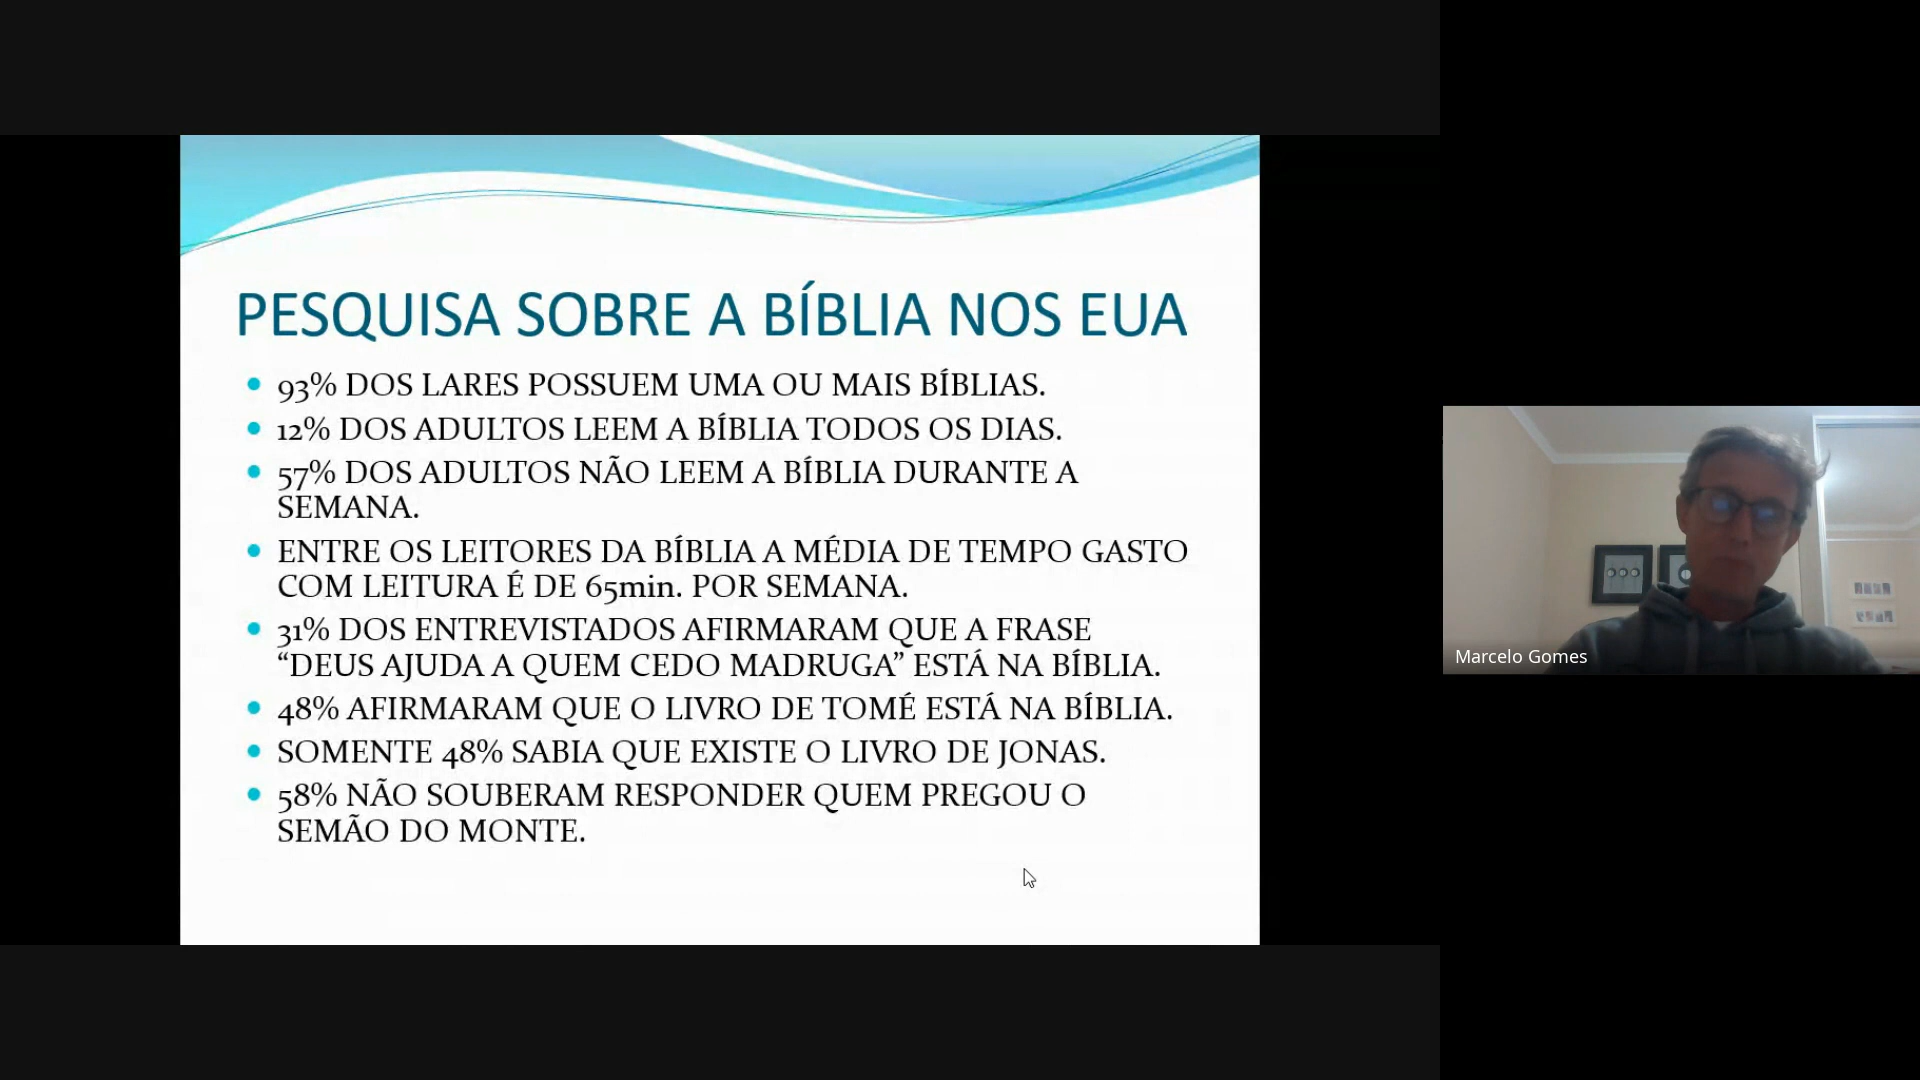 PESQUISA SOBRE A BÍBLIA NOS EUA
93% DOS LARES POSSUEM UMA OU MAIS BÍBLIAS.
12% DOS ADULTOS LEEM A BÍBLIA TODOS OS DIAS.
57% DOS ADULTOS NÃO LEEM A BÍBLIA DURANTE A
SEMANA.
ENTRE OS LEITORES DA BÍBLIA A MÉDIA DE TEMPO GASTO
COM LEITURA É DE 65min. POR SEMANA.
31% DOS ENTREVISTADOS AFIRMARAM QUE A FRASE
“DEUS AJUDA A QUEM CEDO MADRUGA” ESTÁ NA BÍBLIA.
48% AFIRMARAM QUE O LIVRO DE TOMÉ ESTÁ NA BÍBLIA.
SOMENTE 48% SABIA QUE EXISTE O LIVRO DE JONAS.
58% NÃO SOUBERAM RESPONDER QUEM PREGOU O
SEMÃO DO MONTE.
Marcelo Gomes